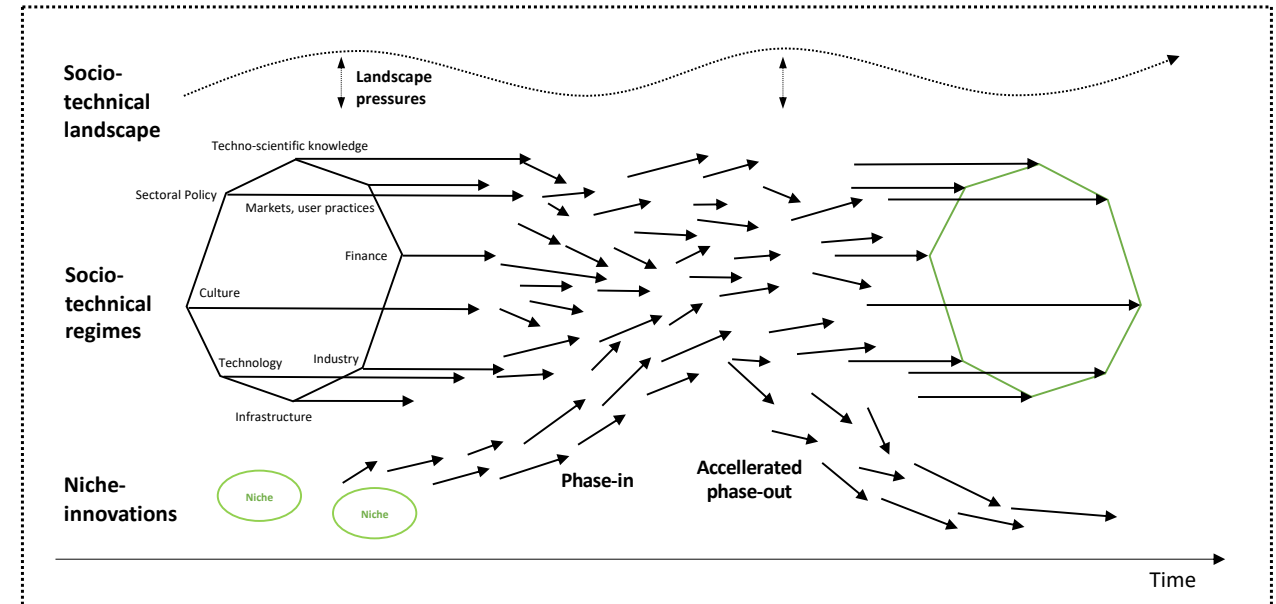 Socio-
technical
landscape
Landscape
pressures
Techno-scientific knowledge
Sectoral Policy
Markets, user practices
Finance
Socio-
technical
regimes
Culture
Technology
Industry
Infrastructure
Niche-
innovations
Niche
Niche
Phase-in
Accellerated
phase-out
Time